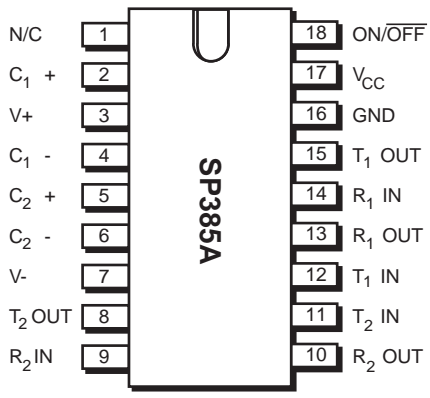 N/C 1 18 ON/OFF
C1 + 2 17 VCC
V+ 3 16 GND
C1 - 4 15 T1 OUT
C2 + 5 14 R1 IN
C2 - 6 13 R1 OUT
V- 7 12 T1 IN
T2 OUT 8 11 T2 IN
R2 IN 9 10 R2 OUT
SP385A